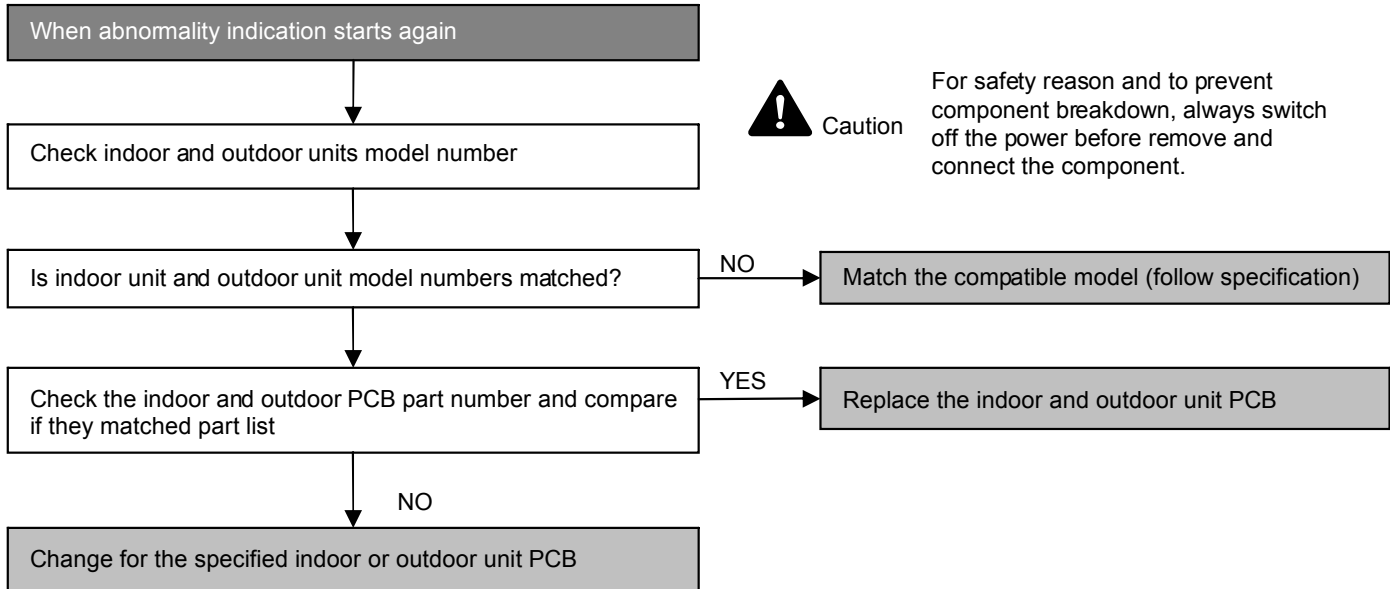 When abnormality indication starts again
For safety reason and to prevent
component breakdown, always switch
off the power before remove and
connect the component.
Caution
Check indoor and outdoor units model number
Is indoor unit and outdoor unit model numbers matched?
NO
Match the compatible model (follow specification)
Check the indoor and outdoor PCB part number and compare
if they matched part list
YES
Replace the indoor and outdoor unit PCB
NO
Change for the specified indoor or outdoor unit PCB